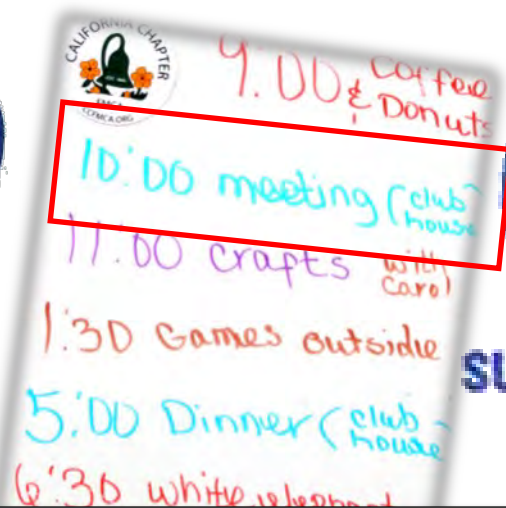 CALIFORNIA CHAPTER
9:00 Coffee
& Donuts
10:00 meeting (club-
house
11:00 crafts with
Carol
1:30 Games outside
5:00 Dinner (club-
house
6:30 white elephant